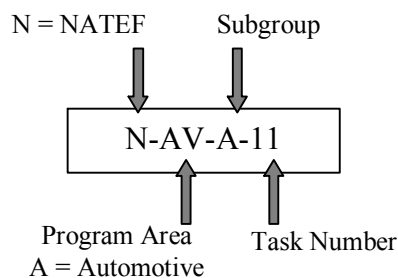 N = NATEF
Subgroup
N-AV-A-11
Program Area
A = Automotive
Task Number